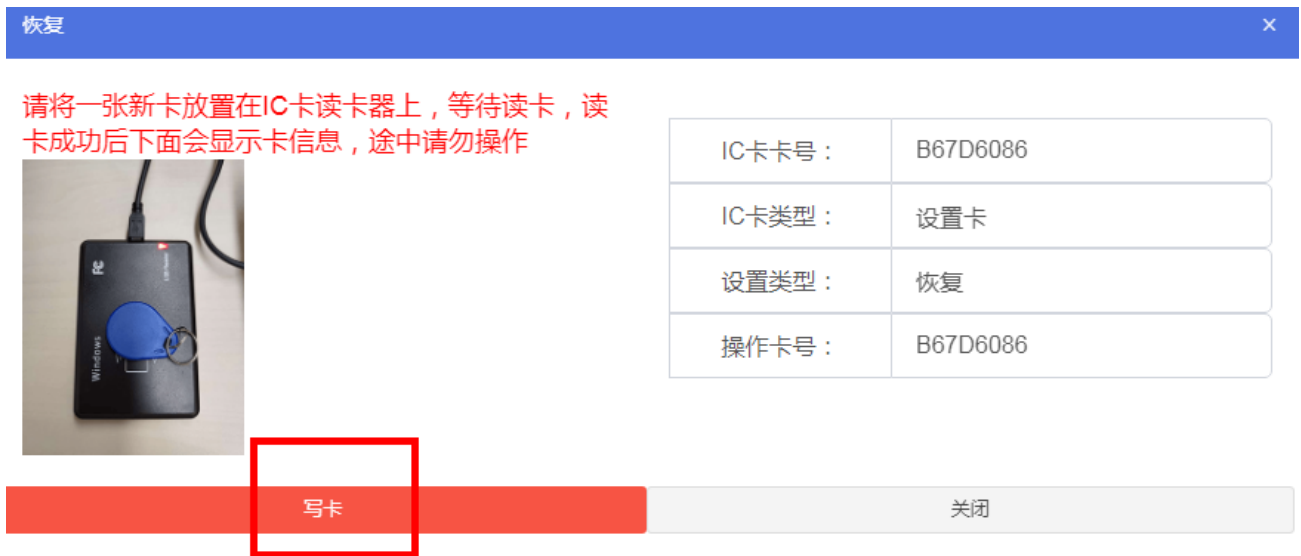 恢复
×
请将一张新卡放置在IC卡读卡器上，等待读卡，读
卡成功后下面会显示卡信息，途中请勿操作
IC卡卡号： B67D6086
IC卡类型： 设置卡
设置类型： 恢复
操作卡号： B67D6086
FC
Windows
写卡
关闭